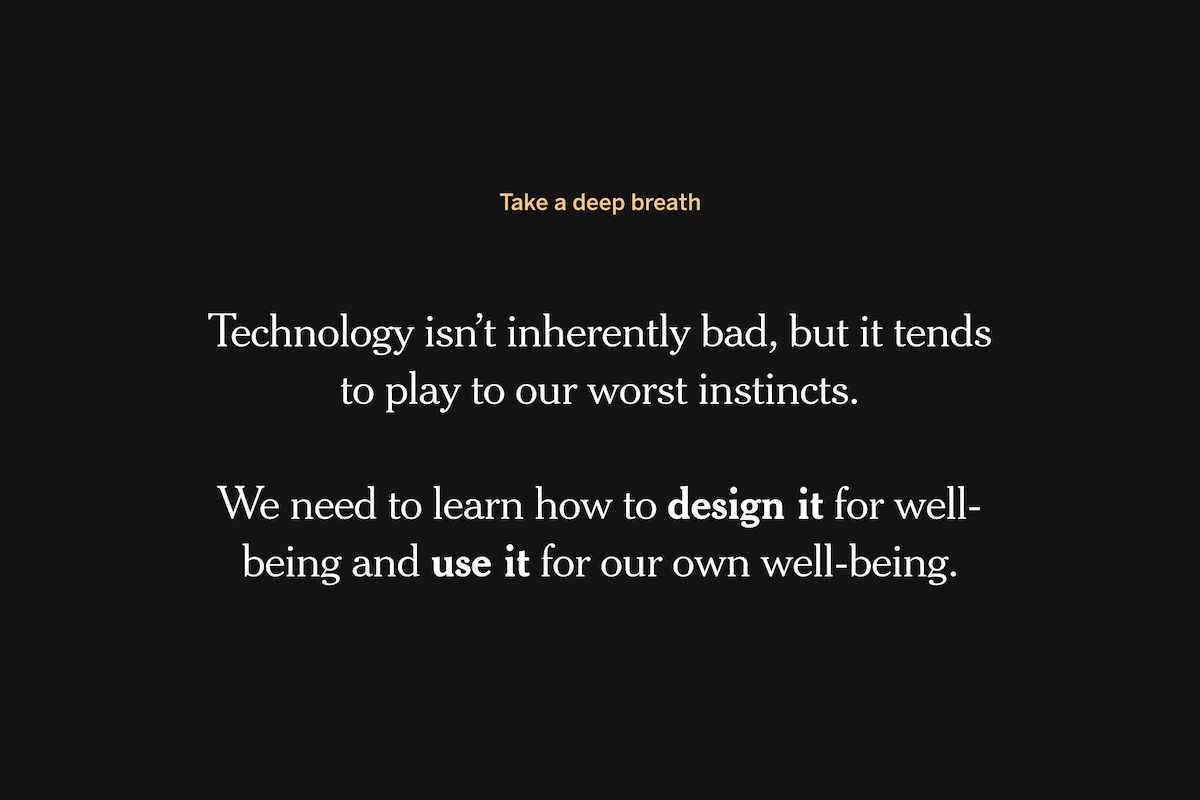 Take a deep breath
Technology isn’t inherently bad, but it tends
to play to our worst instincts.
We need to learn how to design it for well-
being and use it for our own well-being.